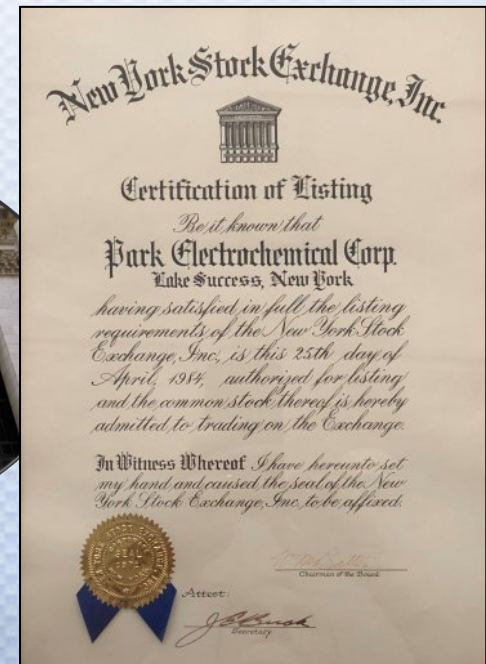 New York Stock Exchange, Inc.
Certification of Listing
Be it known that
Park Electrochemical Corp.
Lake Success, New York
having satisfied in full the listing
requirements of the New York Stock
Exchange, Inc., is this 25th day of
April, 1984, authorized for listing
and the common stock thereof is hereby
admitted to trading on the Exchange.
In Witness Whereof I have hereunto set
my hand and caused the seal of the New
York Stock Exchange, Inc. to be affixed.
SEAL
Chairman of the Board
Attest:
Secretary